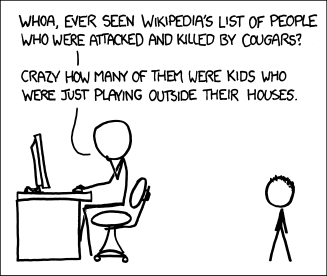 WHOA, EVER SEEN WIKIPEDIA'S LIST OF PEOPLE
WHO WERE ATTACKED AND KILLED BY COUGARS?
CRAZY HOW MANY OF THEM WERE KIDS WHO
WERE JUST PLAYING OUTSIDE THEIR HOUSES.